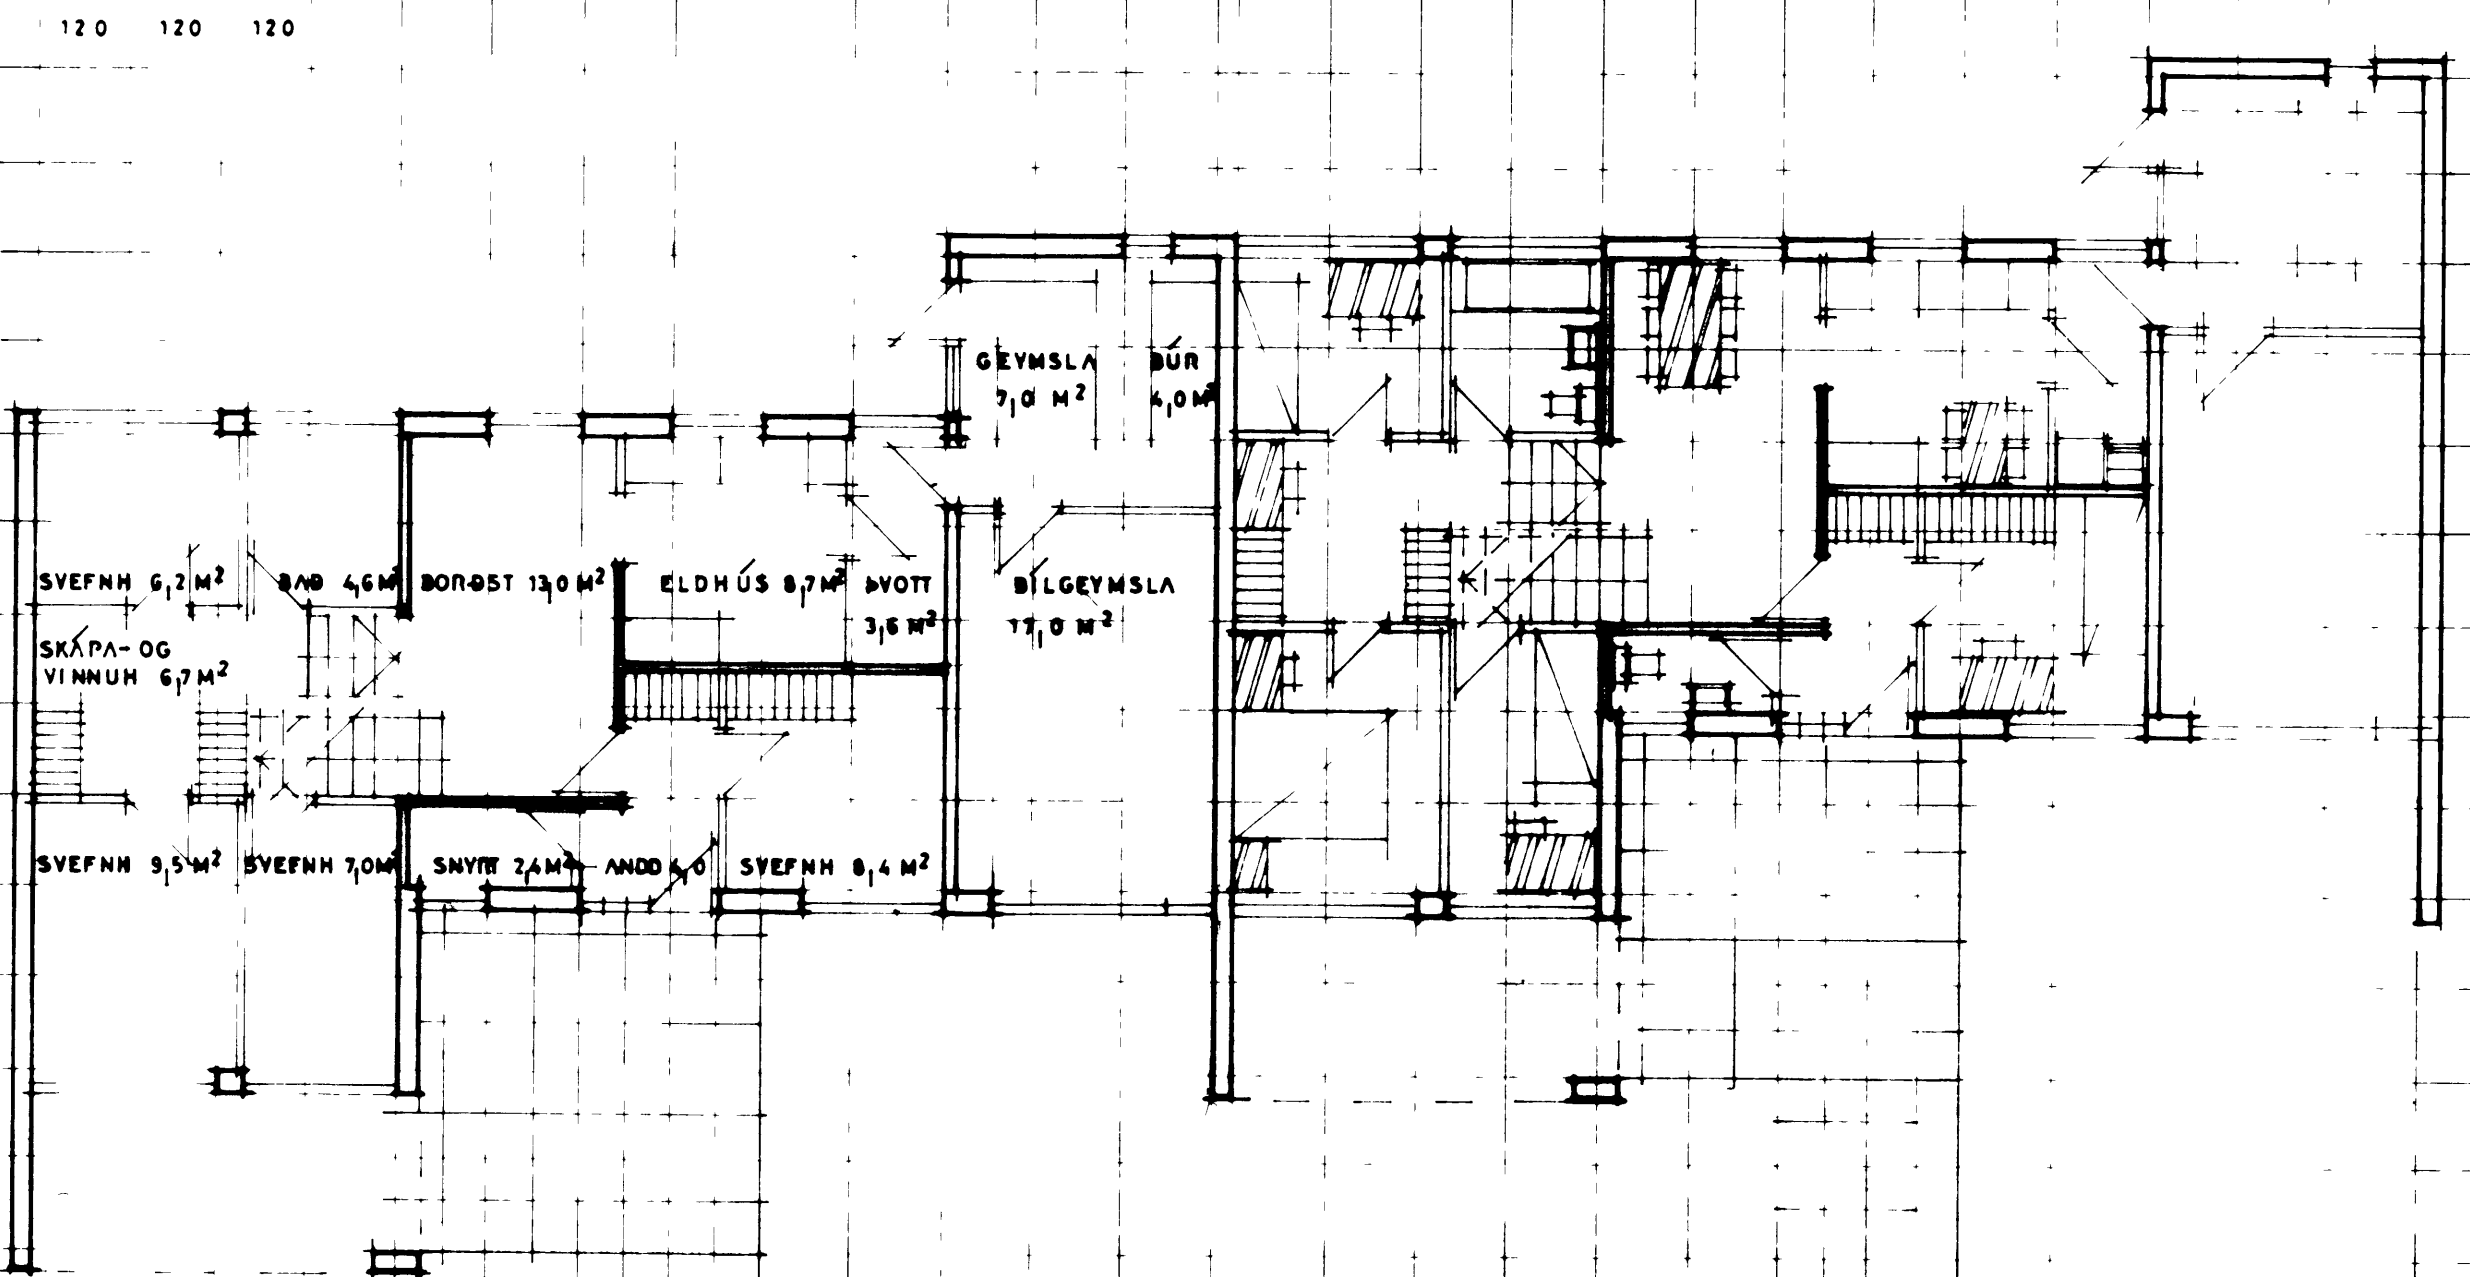 120 120 120
GEYMSLA BÚR
7,0 M² 4,0 M²
SVEFNH 6,2 M² BAÐ 4,6 M² BORÐST 13,0 M² ELDHÚS 8,7 M² ÞVOTT BÍLGEYMSLA
3,6 M² 17,0 M²
SKÁPA- OG
VINNUH 6,7 M²
SVEFNH 9,5 M² SVEFNH 7,0 M² SNYRT 2,4 M² ANDD 4,0 SVEFNH 8,4 M²